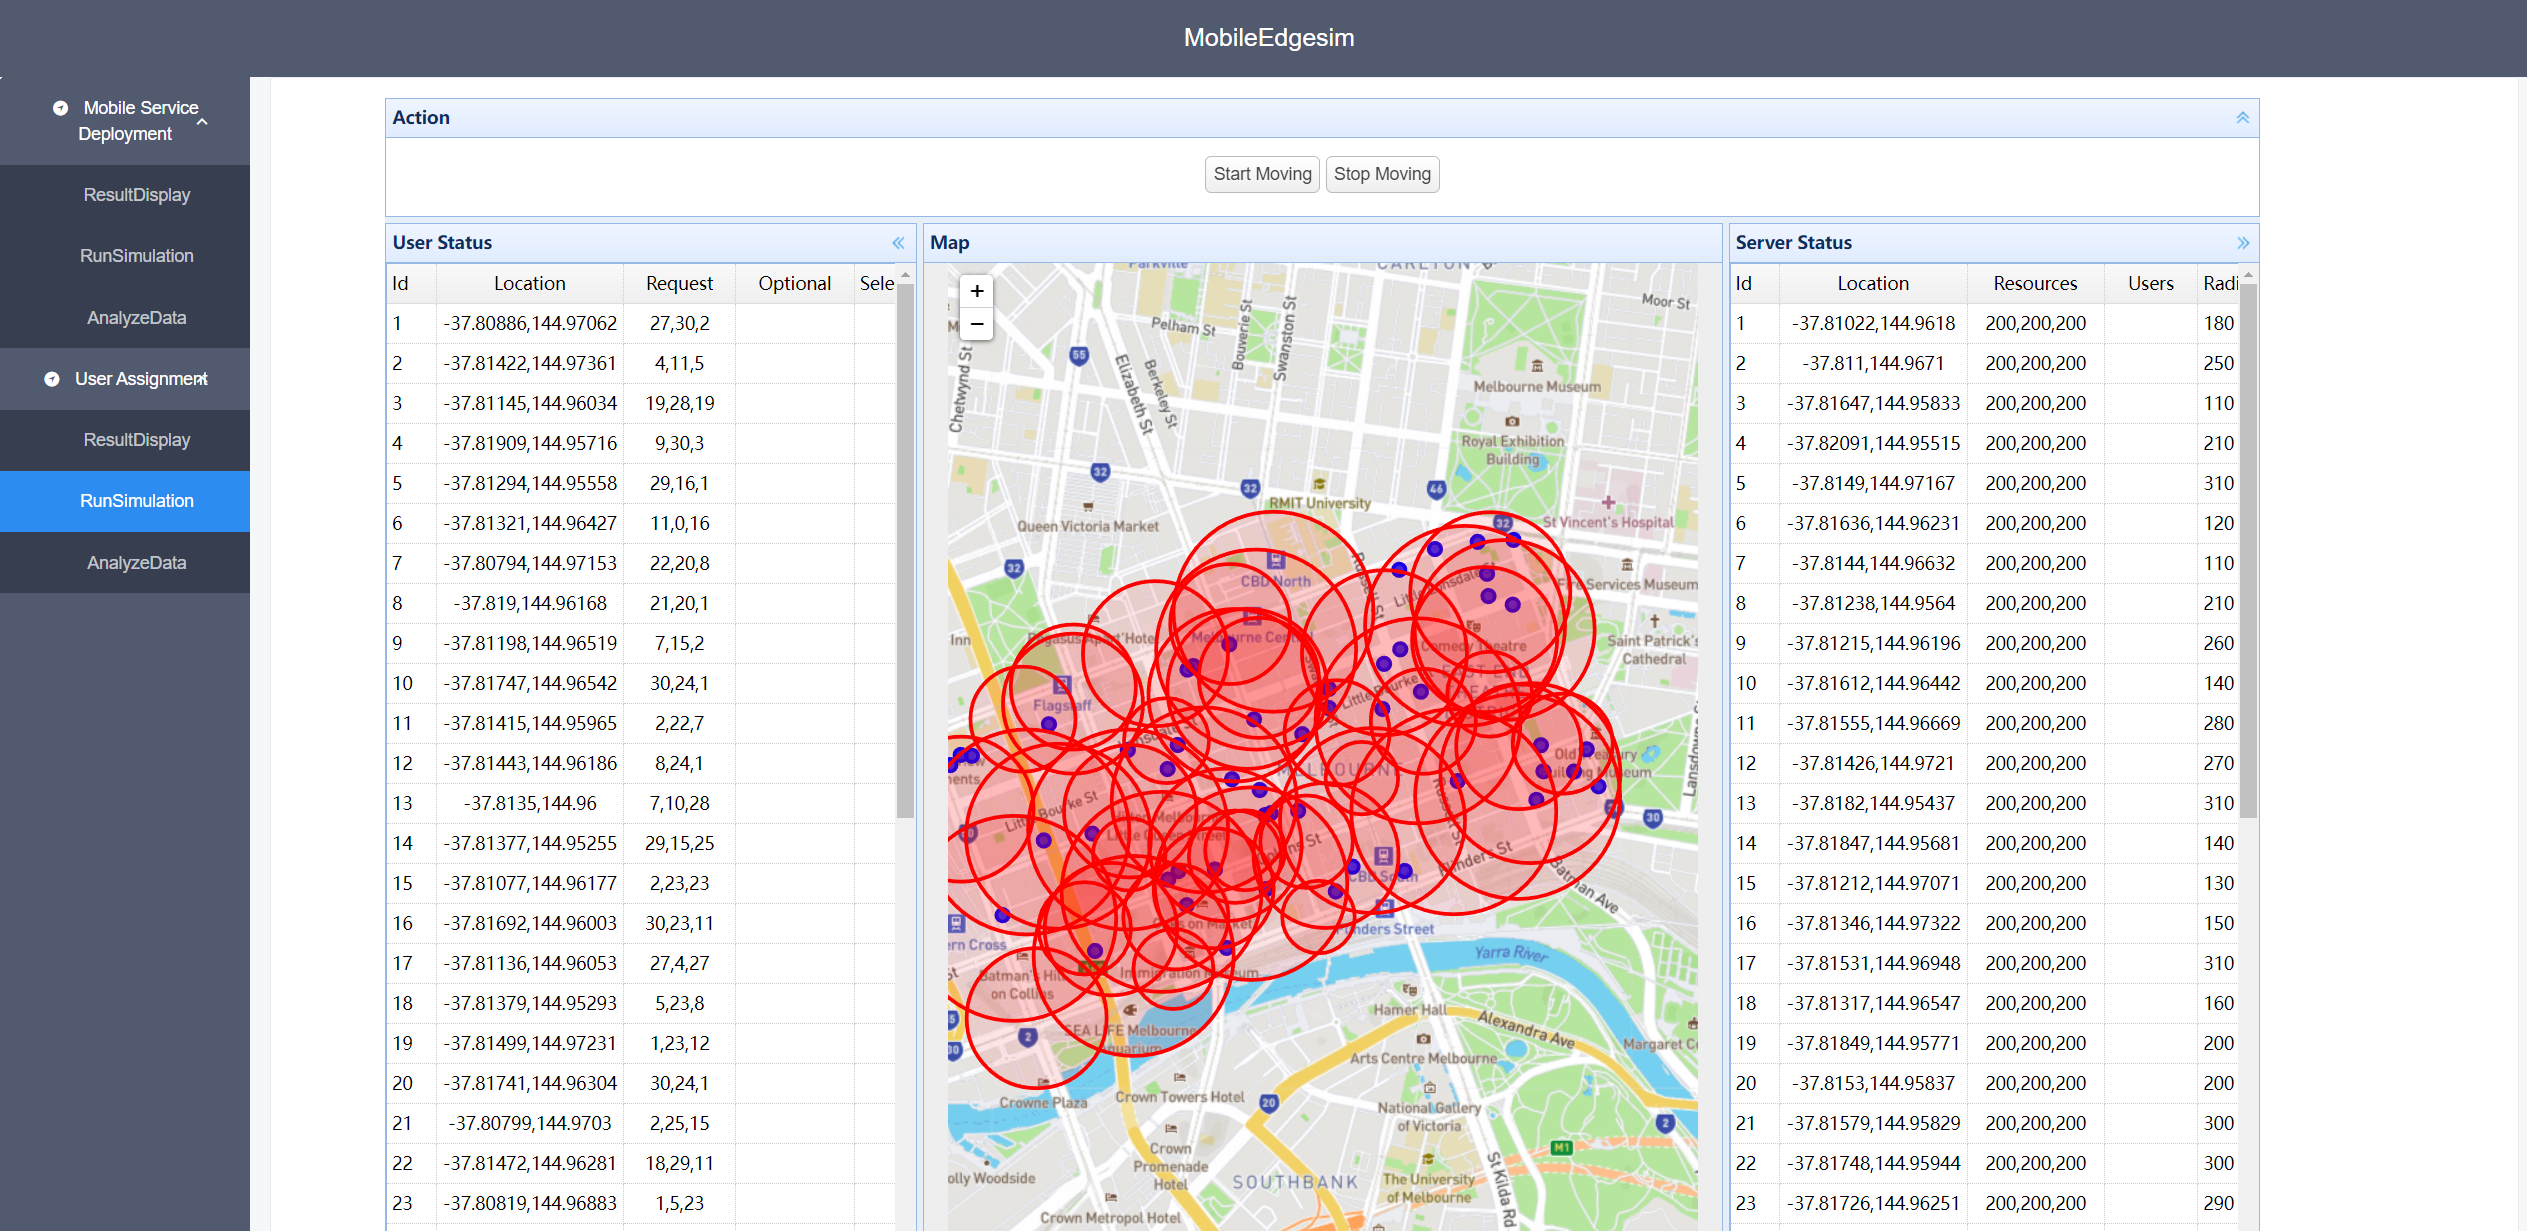 MobileEdgesim
Mobile Service
Deployment
ResultDisplay
RunSimulation
AnalyzeData
User Assignment
ResultDisplay
RunSimulation
AnalyzeData
Action
Start Moving Stop Moving
User Status
Id Location Request Optional Sele
1 -37.80886,144.97062 27,30,2
2 -37.81422,144.97361 4,11,5
3 -37.81145,144.96034 19,28,19
4 -37.81909,144.95716 9,30,3
5 -37.81294,144.95558 29,16,1
6 -37.81321,144.96427 11,0,16
7 -37.80794,144.97153 22,20,8
8 -37.819,144.96168 21,20,1
9 -37.81198,144.96519 7,15,2
10 -37.81747,144.96542 30,24,1
11 -37.81415,144.95965 2,22,7
12 -37.81443,144.96186 8,24,1
13 -37.8135,144.96 7,10,28
14 -37.81377,144.95255 29,15,25
15 -37.81077,144.96177 2,23,23
16 -37.81692,144.96003 30,23,11
17 -37.81136,144.96053 27,4,27
18 -37.81379,144.95293 5,23,8
19 -37.81499,144.97231 1,23,12
20 -37.81741,144.96304 30,24,1
21 -37.80799,144.9703 2,25,15
22 -37.81472,144.96281 18,29,11
23 -37.80819,144.96883 1,5,23
Map
+
−
Parkville
CARLTON
Moor St
Pelham St
Bouverie St
Swanston St
55
Elizabeth St
Berkeley St
Chetwynd St
Melbourne Museum
Royal Exhibition
Building
32
32
46
RMIT University
Queen Victoria Market
32
St Vincent's Hospital
32
CBD North
Little Lonsdale St
Fire Services Museum
Inn
Pegasus Apart'Hotel
Melbourne Central
Comedy Theatre
Saint Patrick's
Cathedral
EAST END
Flagstaff
Little Bourke St
Old Treasury
Building Museum
Lansdowne
MELBOURNE
Russell St
Little Bourke St
30
Flinders St
CBD South
Batman Ave
Flinders Street
ern Cross
Yarra River
Batman's Hill
on Collins
Immigration Museum
Hamer Hall
Alexandra Ave
2
SEA LIFE Melbourne
Aquarium
30
Arts Centre Melbourne
Margaret C
Crowne Plaza
Crown Towers Hotel
20
National Gallery
of Victoria
2
Crown
Promenade
Hotel
M1
olly Woodside
SOUTHBANK
St Kilda Rd
The University
of Melbourne
Crown Metropol Hotel
Server Status
Id Location Resources Users Radi
1 -37.81022,144.9618 200,200,200 180
2 -37.811,144.9671 200,200,200 250
3 -37.81647,144.95833 200,200,200 110
4 -37.82091,144.95515 200,200,200 210
5 -37.8149,144.97167 200,200,200 310
6 -37.81636,144.96231 200,200,200 120
7 -37.8144,144.96632 200,200,200 110
8 -37.81238,144.9564 200,200,200 210
9 -37.81215,144.96196 200,200,200 260
10 -37.81612,144.96442 200,200,200 140
11 -37.81555,144.96669 200,200,200 280
12 -37.81426,144.9721 200,200,200 270
13 -37.8182,144.95437 200,200,200 310
14 -37.81847,144.95681 200,200,200 140
15 -37.81212,144.97071 200,200,200 130
16 -37.81346,144.97322 200,200,200 150
17 -37.81531,144.96948 200,200,200 310
18 -37.81317,144.96547 200,200,200 160
19 -37.81849,144.95771 200,200,200 200
20 -37.8153,144.95837 200,200,200 200
21 -37.81579,144.95829 200,200,200 300
22 -37.81748,144.95944 200,200,200 300
23 -37.81726,144.96251 200,200,200 290